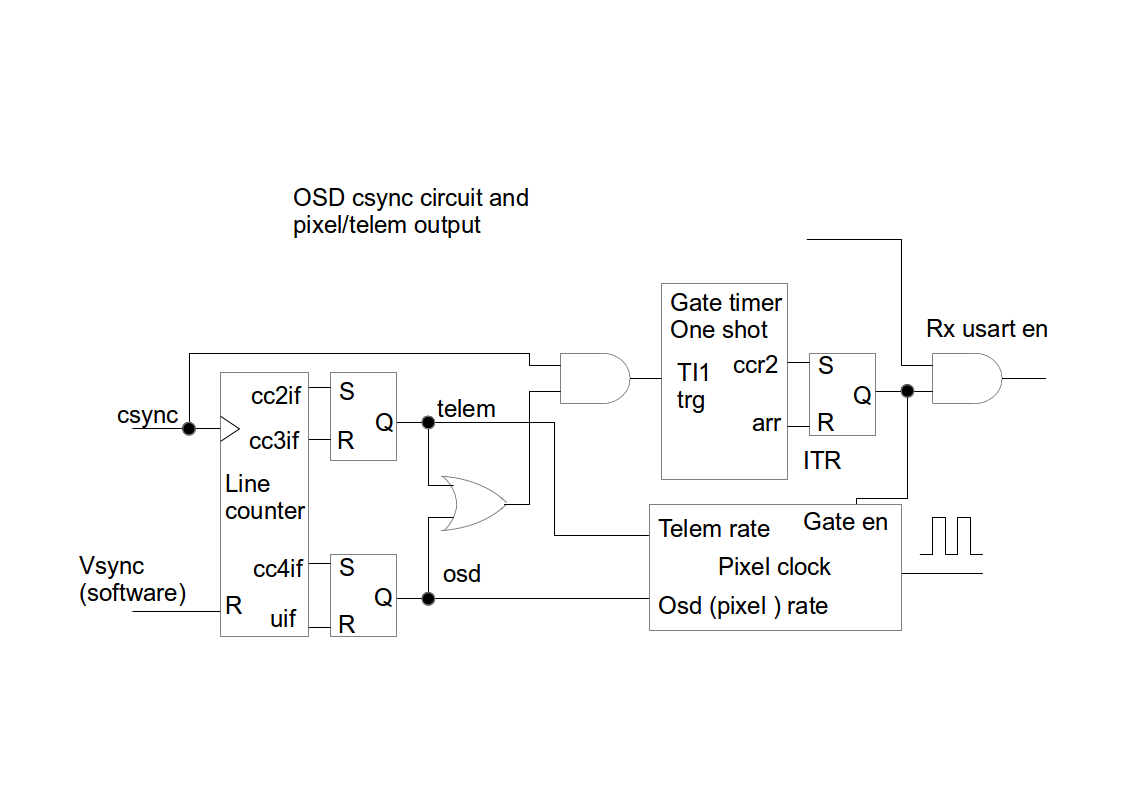 OSD csync circuit and
pixel/telem output
Rx usart en
Gate timer
One shot
TI1
trg
ccr2
arr
S
Q
R
ITR
csync
cc2if
cc3if
Line
counter
cc4if
uif
R
Vsync
(software)
S
Q
R
telem
S
Q
R
osd
Telem rate
Gate en
Pixel clock
Osd (pixel ) rate